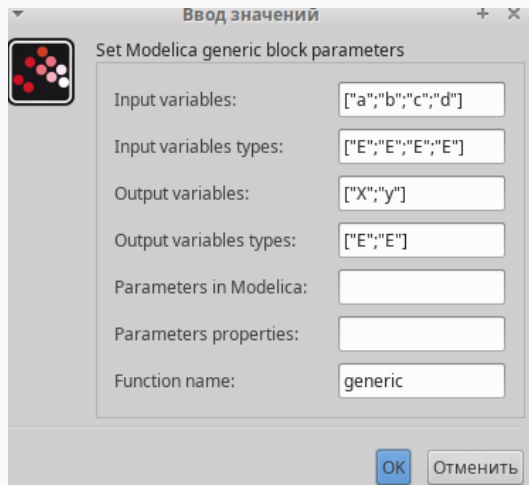 Ввод значений
Set Modelica generic block parameters
Input variables: ["a";"b";"c";"d"]
Input variables types: ["E";"E";"E";"E"]
Output variables: ["X";"y"]
Output variables types: ["E";"E"]
Parameters in Modelica:
Parameters properties:
Function name: generic
OK Отменить